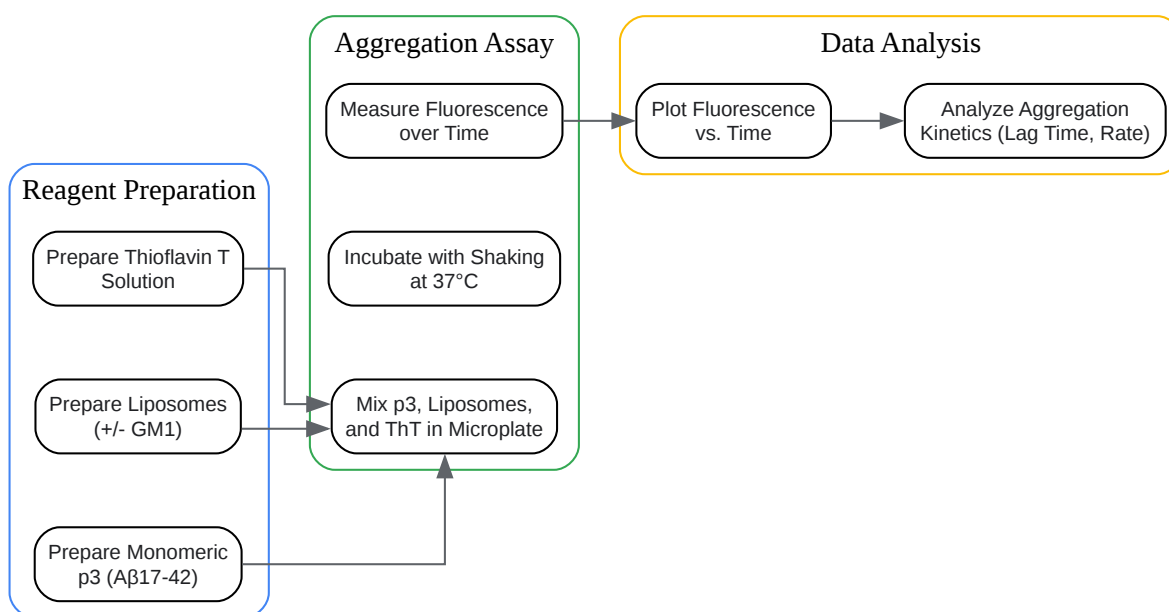 Reagent Preparation
Prepare Thioflavin T
Solution
Prepare Liposomes
(+/- GM1)
Prepare Monomeric
p3 (Aβ17-42)
Aggregation Assay
Measure Fluorescence
over Time
Incubate with Shaking
at 37°C
Mix p3, Liposomes,
and ThT in Microplate
Data Analysis
Plot Fluorescence
vs. Time
Analyze Aggregation
Kinetics (Lag Time, Rate)